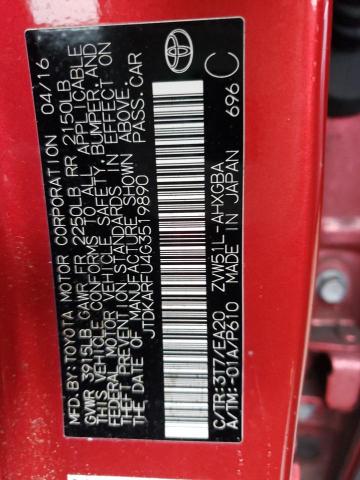 MFD. BY: TOYOTA MOTOR CORPORATION 04/16
GVWR 3915LB GAWR FR 2250LB RR 2150LB
THIS VEHICLE CONFORMS TO ALL APPLICABLE
FEDERAL MOTOR VEHICLE SAFETY, BUMPER, AND
THEFT PREVENTION STANDARDS IN EFFECT ON
THE DATE OF MANUFACTURE SHOWN ABOVE.
JTDKARFU4G3519890 PASS. CAR
C/TR: 3T7/EA20 ZVW51L-AHXGBA C
A/TM: -01A/P610 MADE IN JAPAN 696